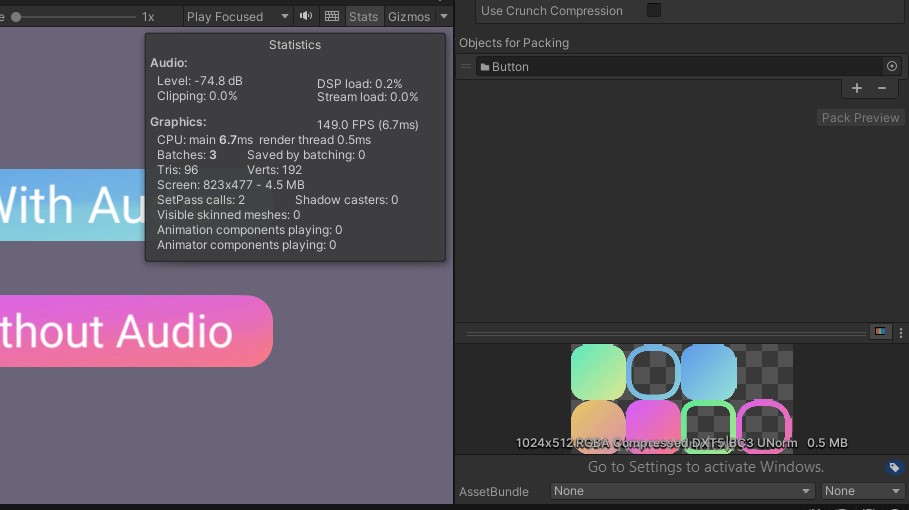 1x Play Focused Stats Gizmos
Statistics
Audio:
Level: -74.8 dB DSP load: 0.2%
Clipping: 0.0% Stream load: 0.0%
Graphics: 149.0 FPS (6.7ms)
CPU: main 6.7ms render thread 0.5ms
Batches: 3 Saved by batching: 0
Tris: 96 Verts: 192
Screen: 823x477 - 4.5 MB
SetPass calls: 2 Shadow casters: 0
Visible skinned meshes: 0
Animation components playing: 0
Animator components playing: 0
With Au
thout Audio
Use Crunch Compression
Objects for Packing
Button
Pack Preview
1024x512 RGBA Compressed DXT5|BC3 UNorm 0.5 MB
Go to Settings to activate Windows.
AssetBundle None None